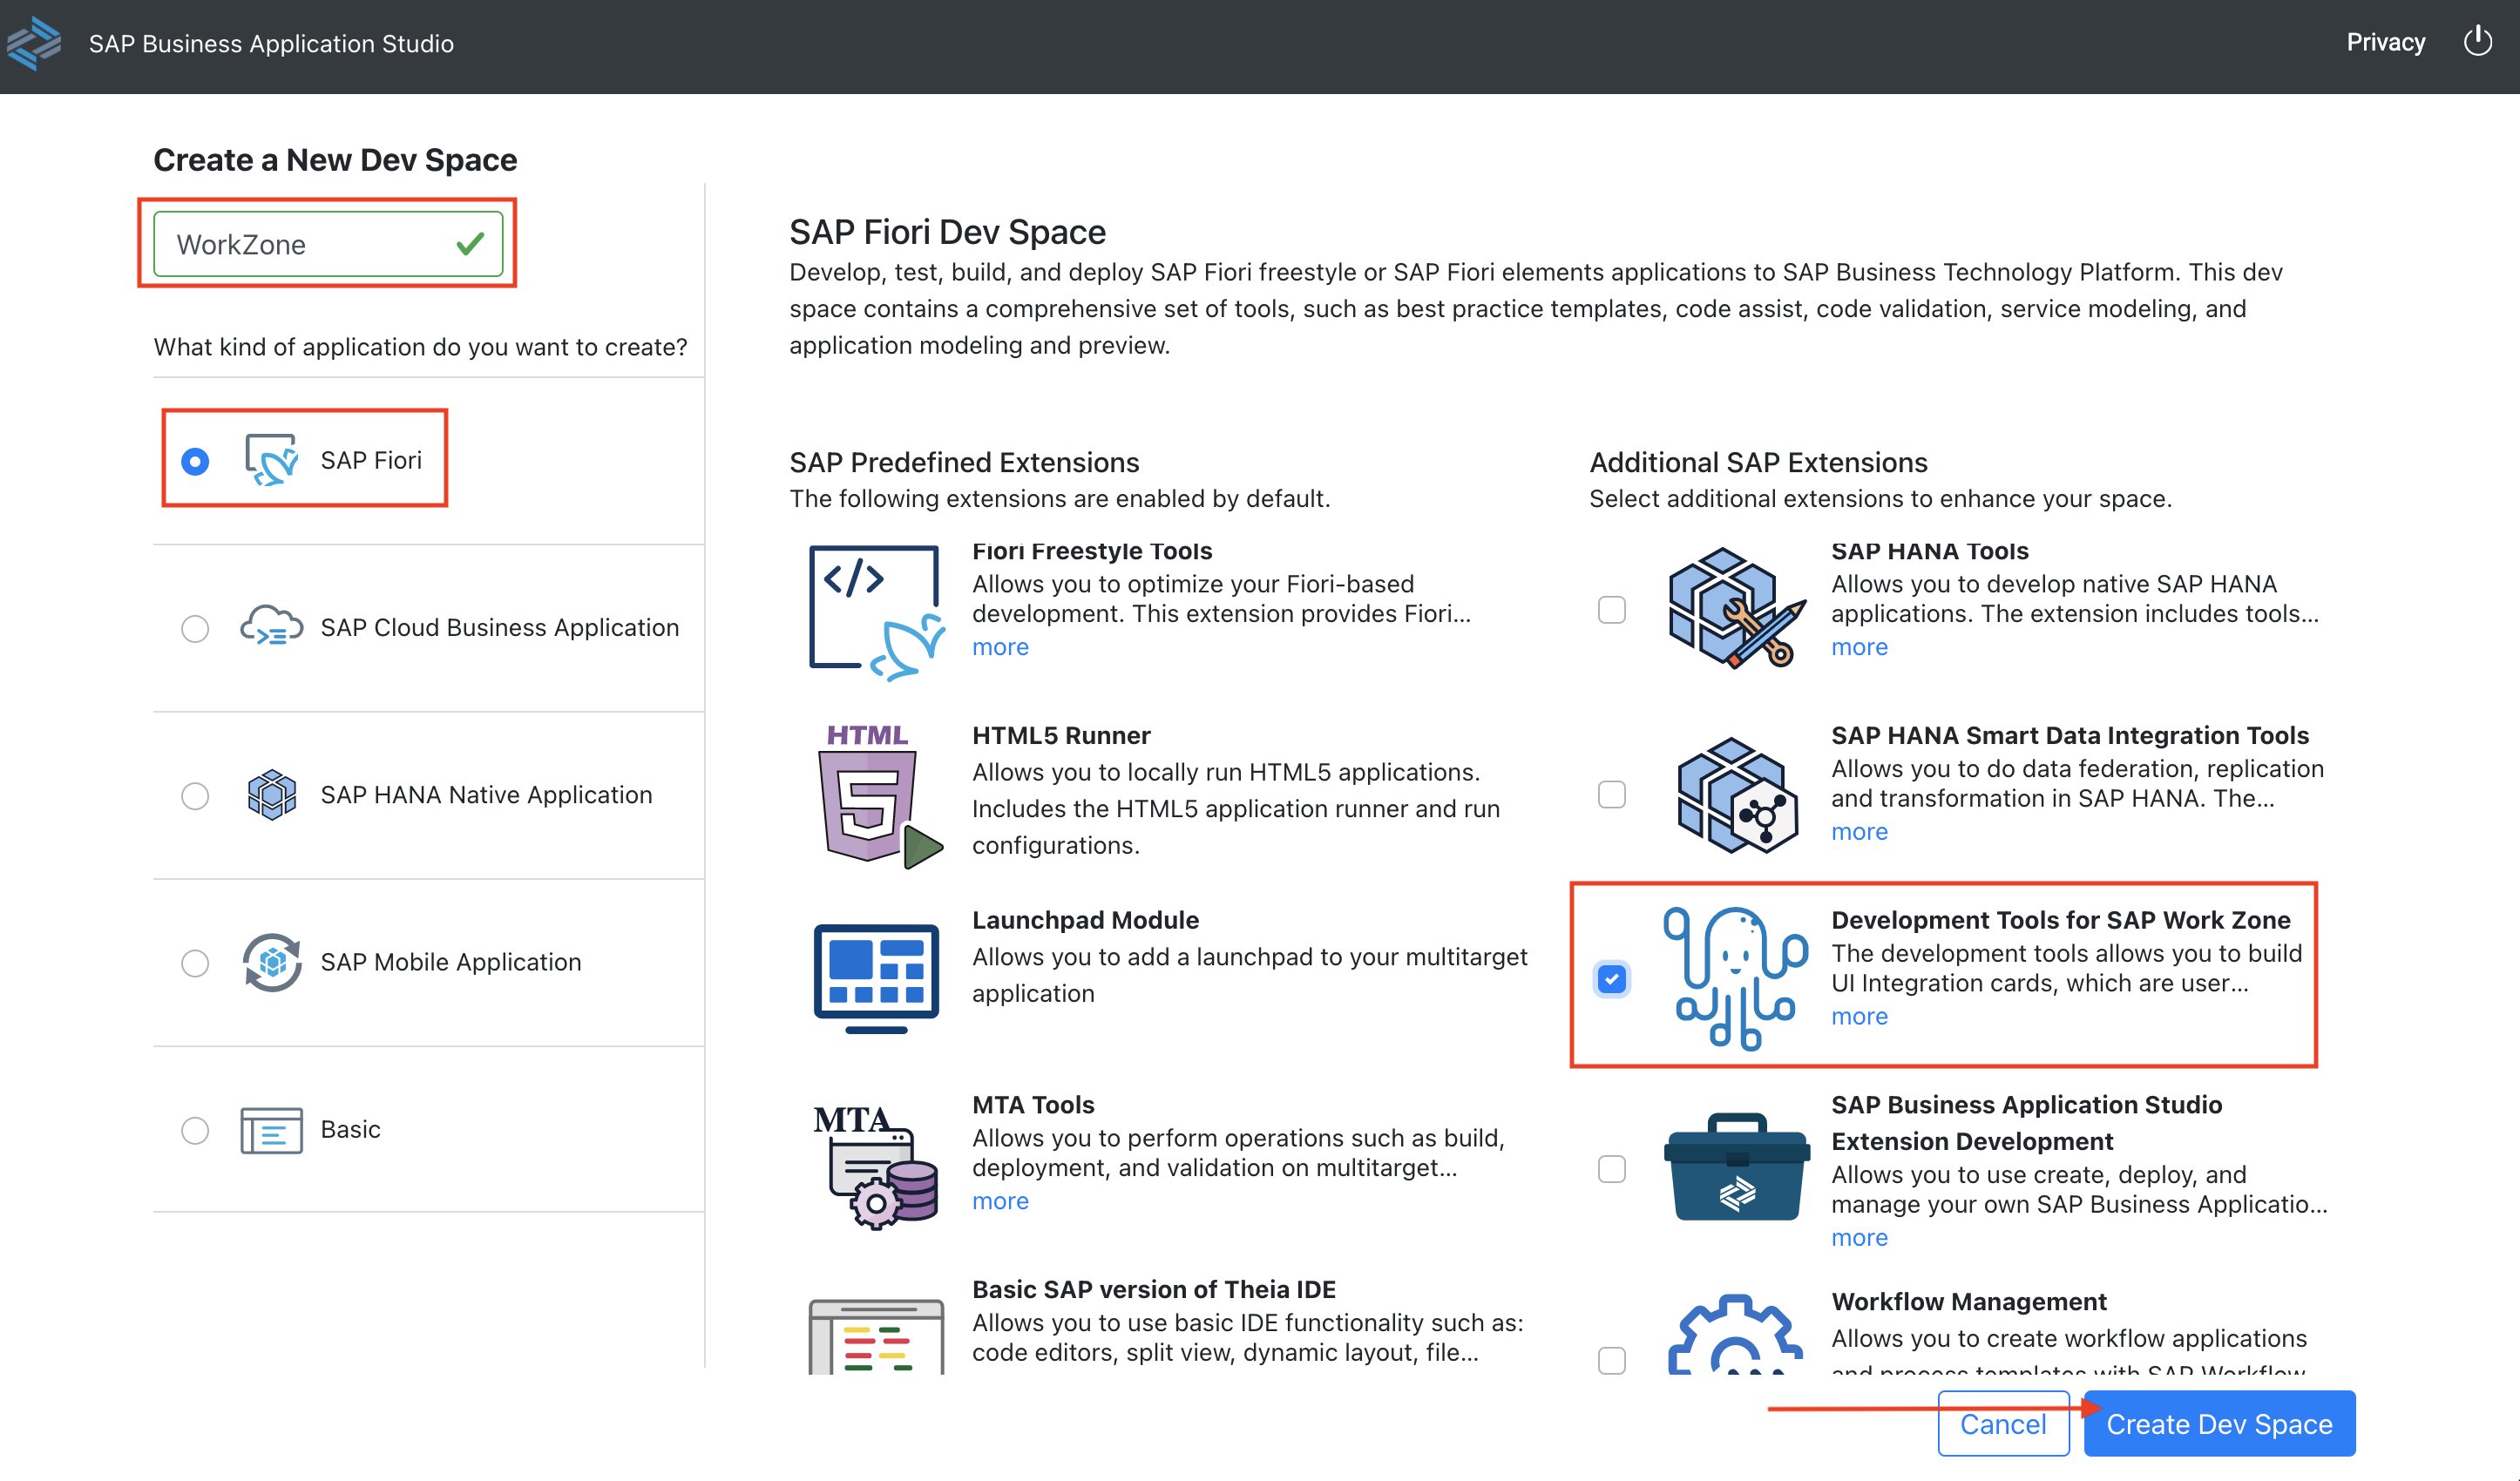 SAP Business Application Studio
Privacy
Create a New Dev Space
WorkZone
What kind of application do you want to create?
SAP Fiori
SAP Cloud Business Application
SAP HANA Native Application
SAP Mobile Application
Basic
SAP Fiori Dev Space
Develop, test, build, and deploy SAP Fiori freestyle or SAP Fiori elements applications to SAP Business Technology Platform. This dev
space contains a comprehensive set of tools, such as best practice templates, code assist, code validation, service modeling, and
application modeling and preview.
SAP Predefined Extensions
The following extensions are enabled by default.
Fiori Freestyle Tools
Allows you to optimize your Fiori-based
development. This extension provides Fiori...
more
HTML
5
HTML5 Runner
Allows you to locally run HTML5 applications.
Includes the HTML5 application runner and run
configurations.
Launchpad Module
Allows you to add a launchpad to your multitarget
application
MTA
MTA Tools
Allows you to perform operations such as build,
deployment, and validation on multitarget...
more
Basic SAP version of Theia IDE
Allows you to use basic IDE functionality such as:
code editors, split view, dynamic layout, file...
Additional SAP Extensions
Select additional extensions to enhance your space.
SAP HANA Tools
Allows you to develop native SAP HANA
applications. The extension includes tools...
more
SAP HANA Smart Data Integration Tools
Allows you to do data federation, replication
and transformation in SAP HANA. The...
more
Development Tools for SAP Work Zone
The development tools allows you to build
UI Integration cards, which are user...
more
SAP Business Application Studio
Extension Development
Allows you to use create, deploy, and
manage your own SAP Business Applicatio...
more
Workflow Management
Allows you to create workflow applications
and process templates with SAP Workflow
Cancel
Create Dev Space